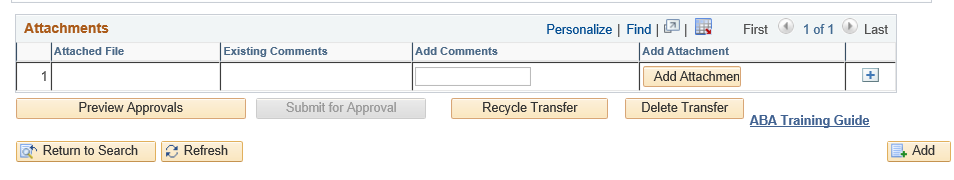 Attachments Personalize | Find | | First 1 of 1 Last
Attached File Existing Comments Add Comments Add Attachment
1 Add Attachmen
Preview Approvals Submit for Approval Recycle Transfer Delete Transfer ABA Training Guide
Return to Search Refresh Add